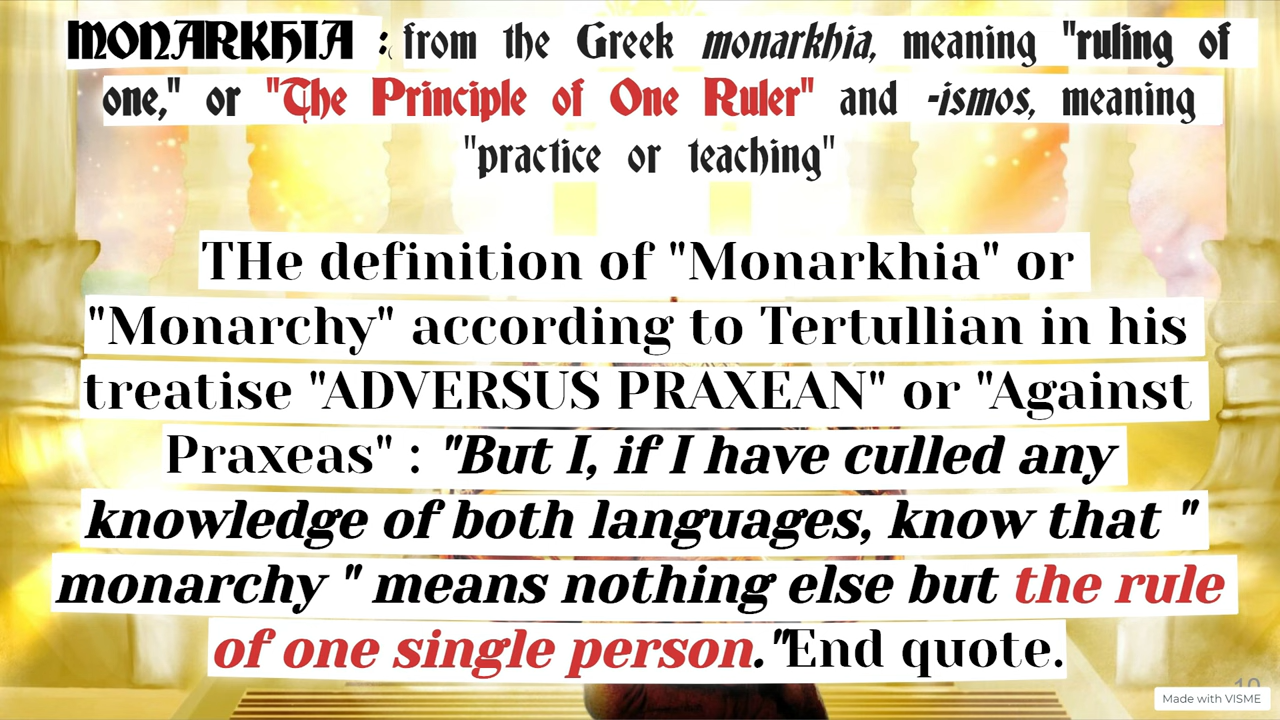 MONARKHIA : from the Greek monarkhia, meaning "ruling of
one," or "The Principle of One Ruler" and -ismos, meaning
"practice or teaching"
THe definition of "Monarkhia" or
"Monarchy" according to Tertullian in his
treatise "ADVERSUS PRAXEAN" or "Against
Praxeas" : "But I, if I have culled any
knowledge of both languages, know that "
monarchy " means nothing else but the rule
of one single person."End quote.
10
Made with VISME